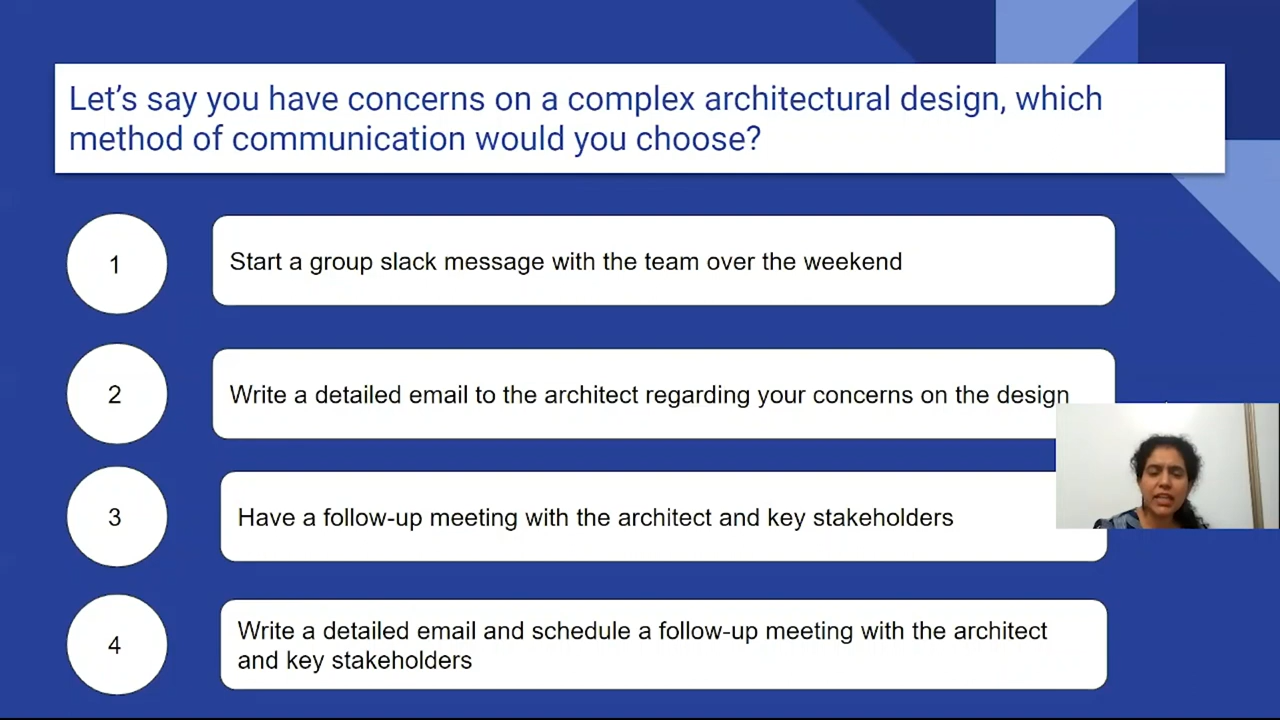 Let's say you have concerns on a complex architectural design, which
method of communication would you choose?
1
Start a group slack message with the team over the weekend
2
Write a detailed email to the architect regarding your concerns on the design
3
Have a follow-up meeting with the architect and key stakeholders
4
Write a detailed email and schedule a follow-up meeting with the architect
and key stakeholders